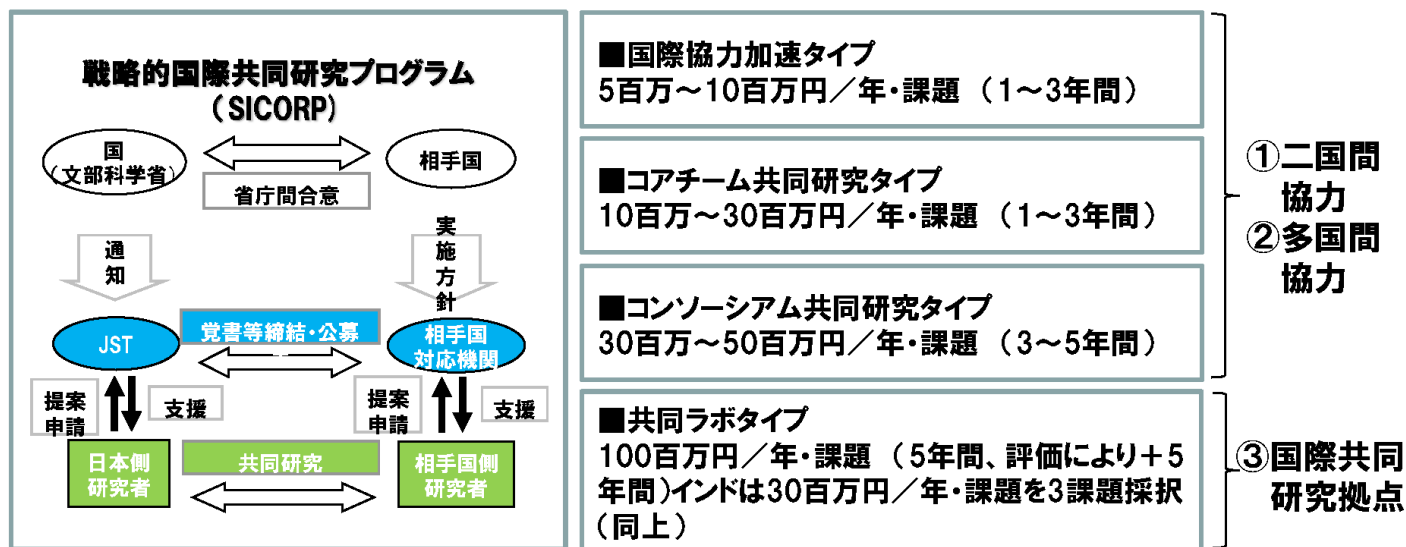 戦略的国際共同研究プログラム
(SICORP)
国
(文部科学省)
相手国
省庁間合意
通
知
実
施
方
針
JST
覚書等締結・公募
相手国
対応機関
提案
申請
支援
提案
申請
支援
日本側
研究者
共同研究
相手国側
研究者
■国際協力加速タイプ
5百万~10百万円/年・課題 (1~3年間)
■コアチーム共同研究タイプ
10百万~30百万円/年・課題 (1~3年間)
■コンソーシアム共同研究タイプ
30百万~50百万円/年・課題 (3~5年間)
■共同ラボタイプ
100百万円/年・課題 (5年間、評価により+5
年間)インドは30百万円/年・課題を3課題採択
(同上)
①二国間
協力
②多国間
協力
③国際共同
研究拠点